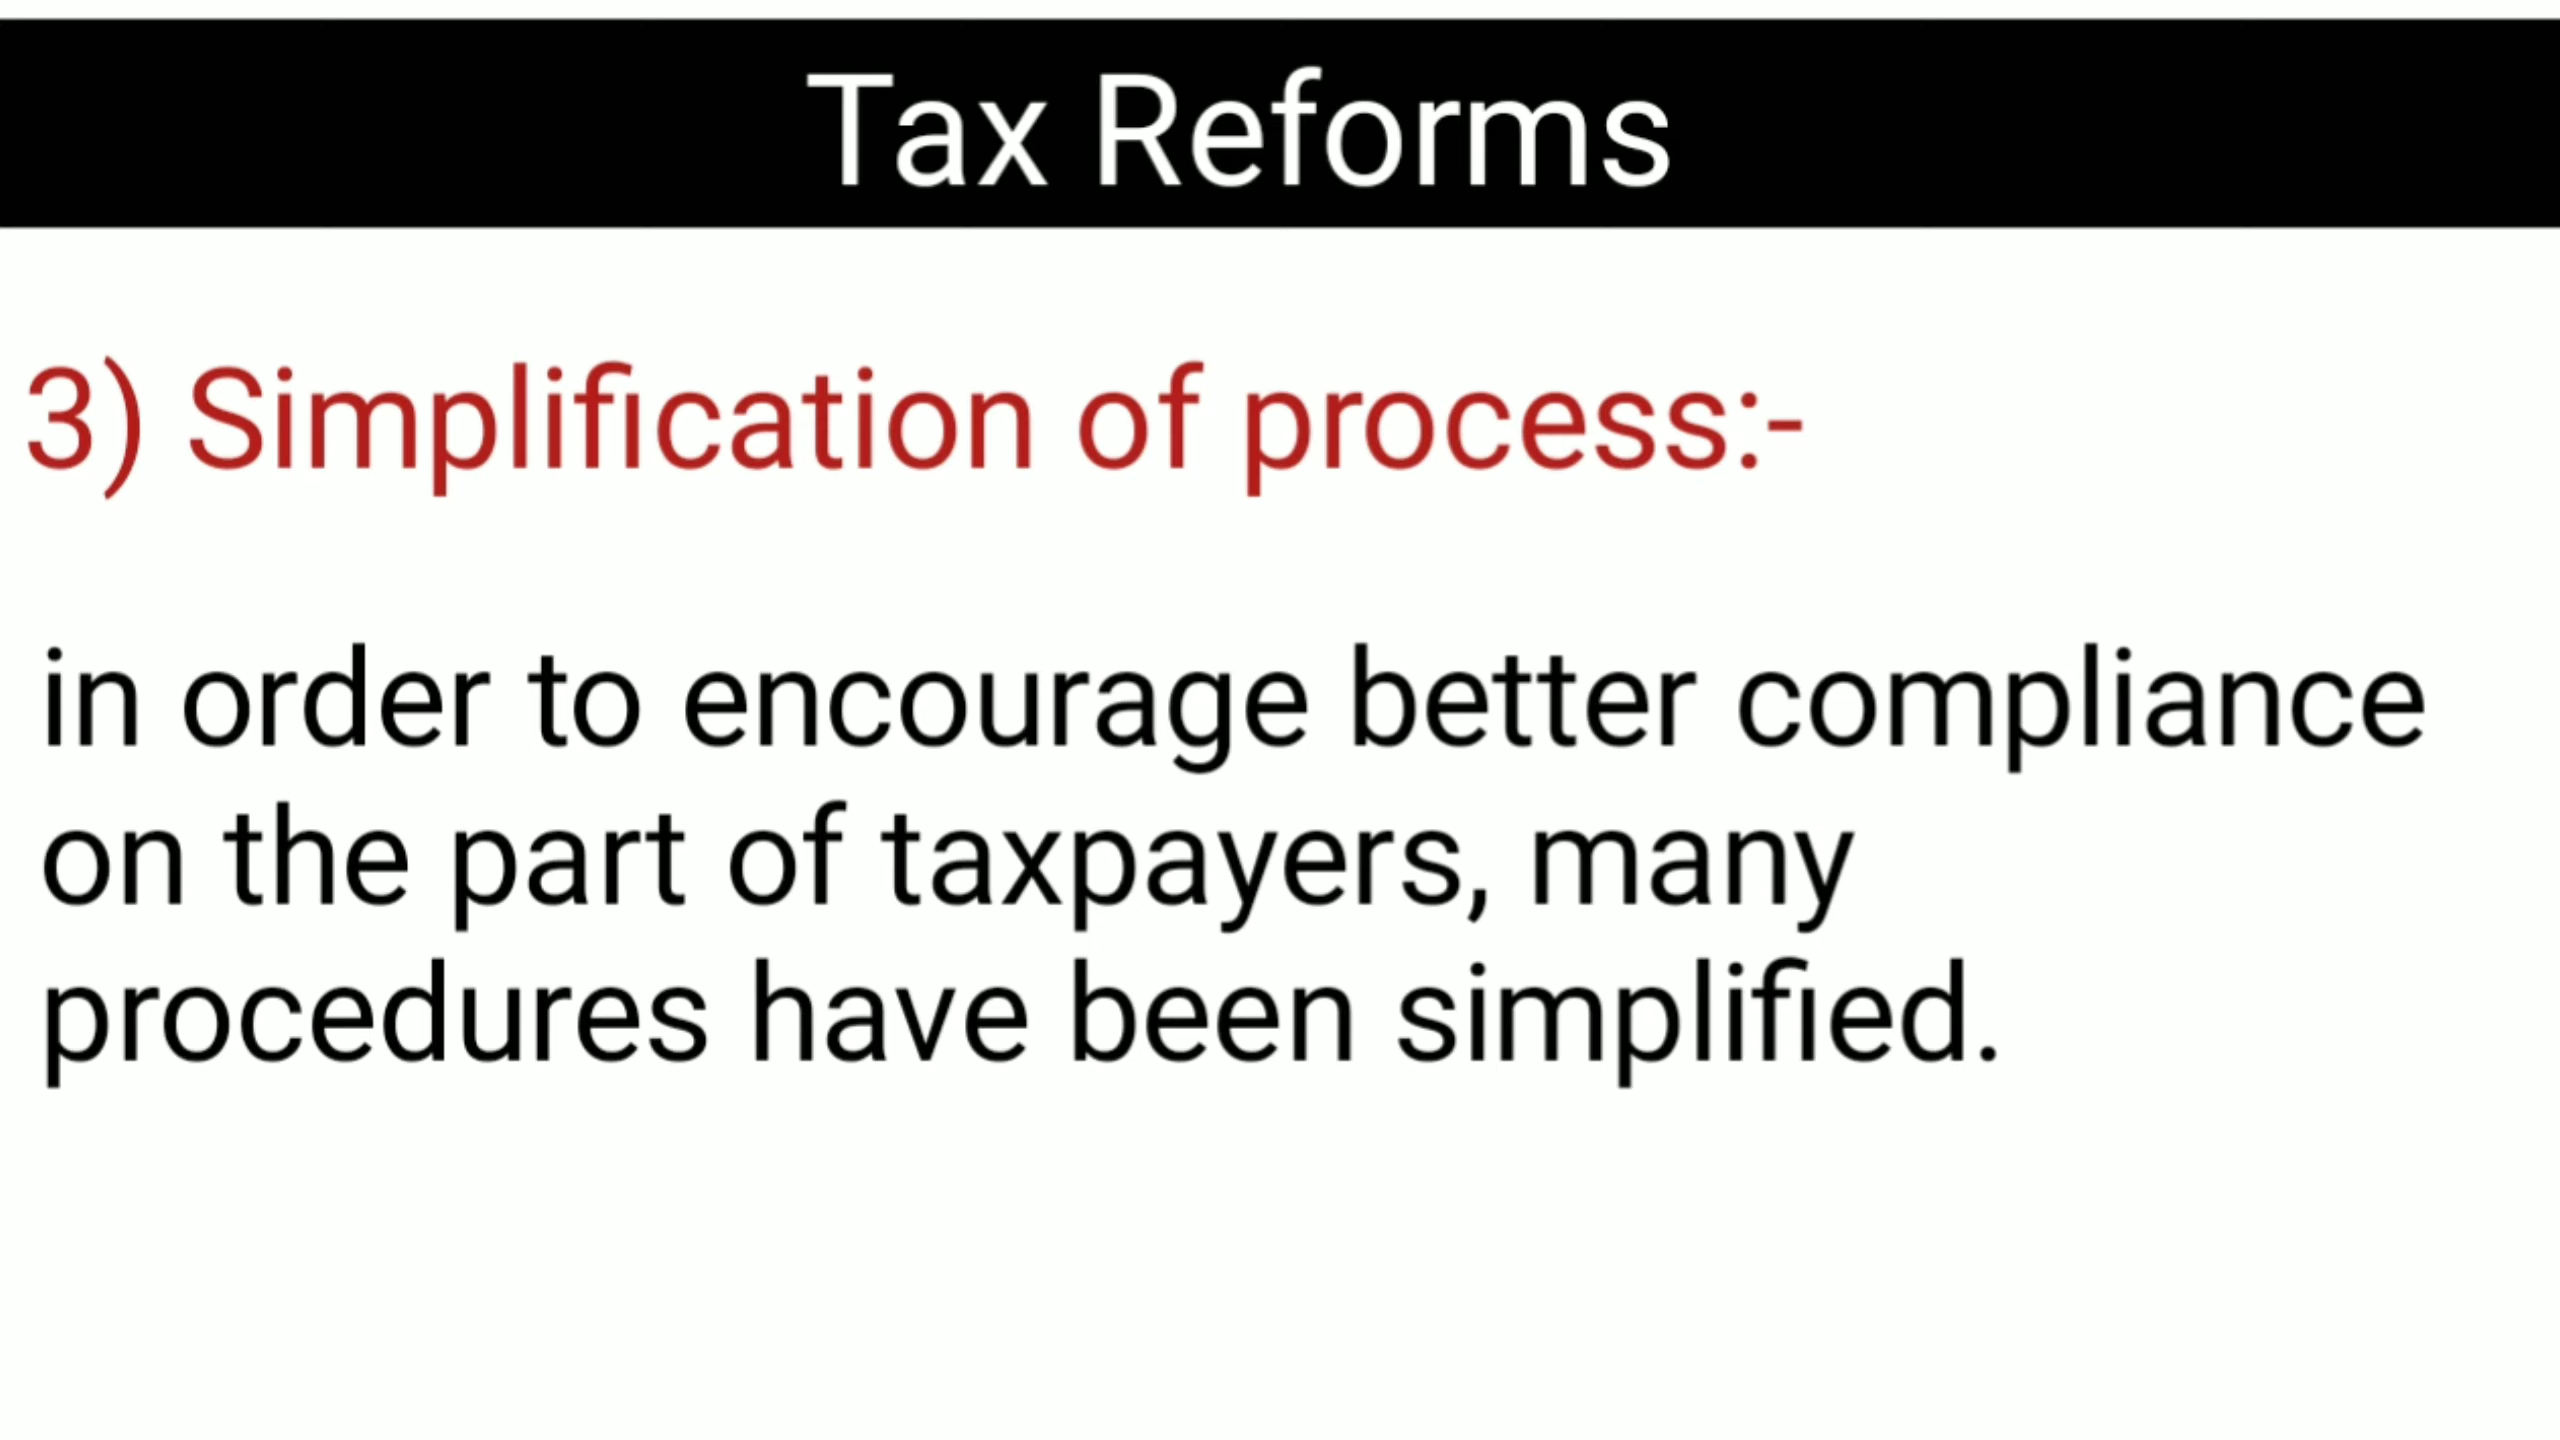 Tax Reforms
3) Simplification of process:-
in order to encourage better compliance
on the part of taxpayers, many
procedures have been simplified.